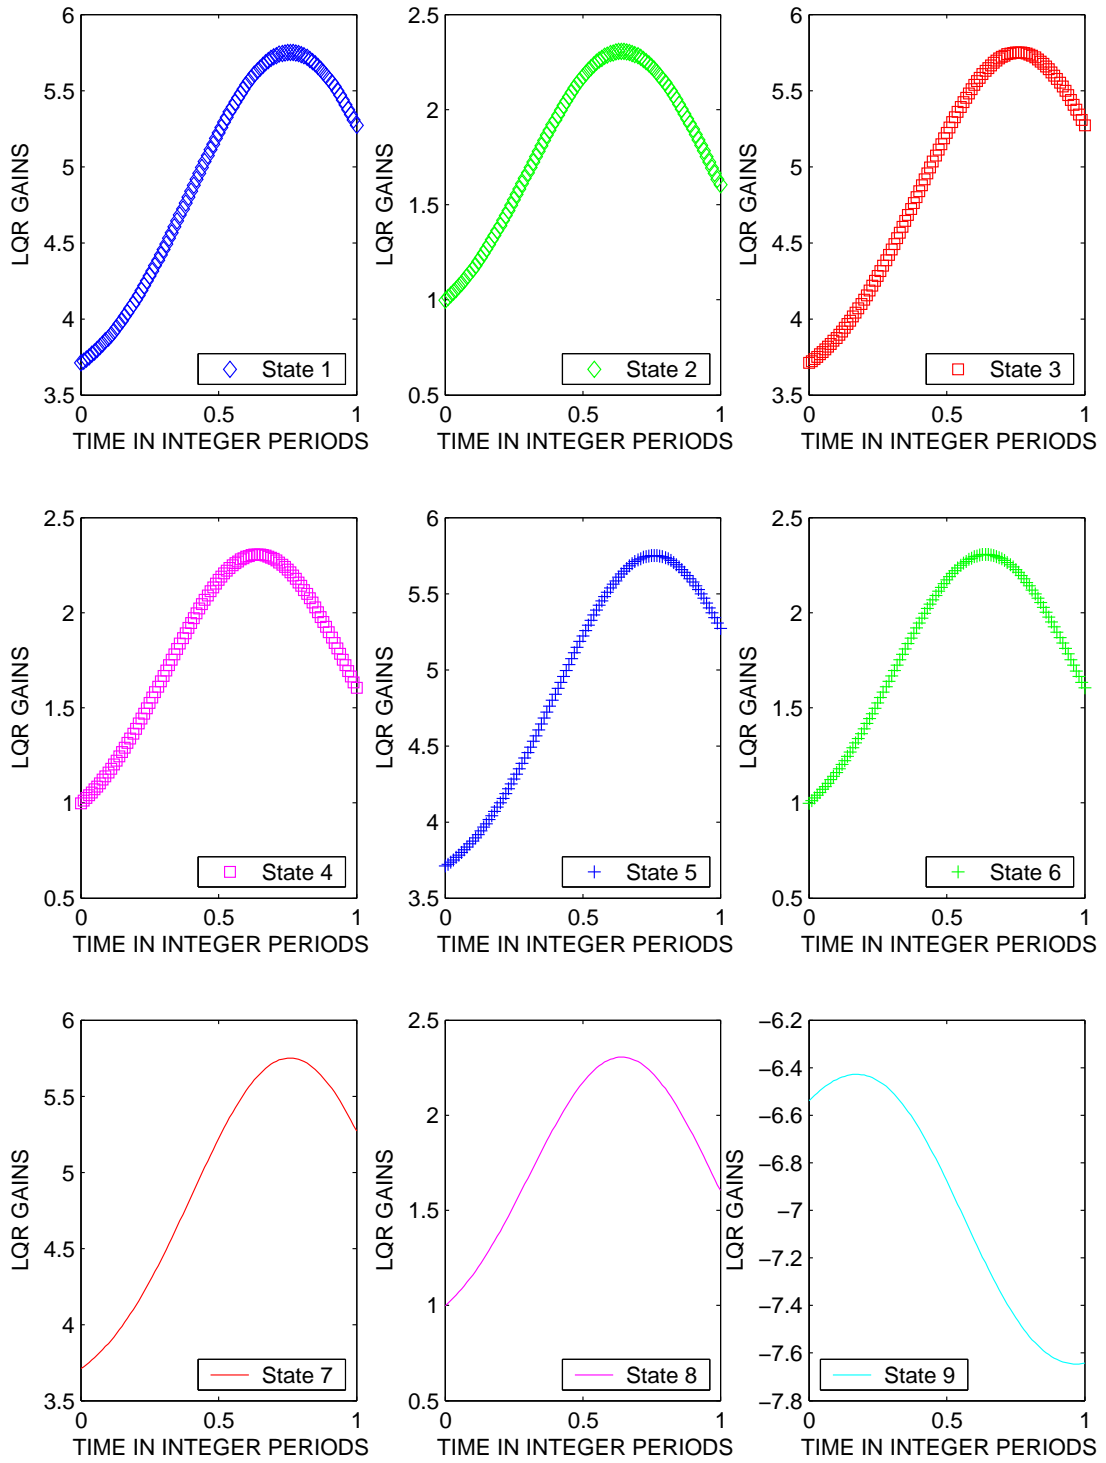 6
5.5
5
4.5
4
3.5
LQR GAINS
State 1
0
0.5
1
TIME IN INTEGER PERIODS
2.5
2
1.5
1
0.5
LQR GAINS
State 2
0
0.5
1
TIME IN INTEGER PERIODS
6
5.5
5
4.5
4
3.5
LQR GAINS
State 3
0
0.5
1
TIME IN INTEGER PERIODS
2.5
2
1.5
1
0.5
LQR GAINS
State 4
0
0.5
1
TIME IN INTEGER PERIODS
6
5.5
5
4.5
4
3.5
LQR GAINS
State 5
0
0.5
1
TIME IN INTEGER PERIODS
2.5
2
1.5
1
0.5
LQR GAINS
State 6
0
0.5
1
TIME IN INTEGER PERIODS
6
5.5
5
4.5
4
3.5
LQR GAINS
State 7
0
0.5
1
TIME IN INTEGER PERIODS
2.5
2
1.5
1
0.5
LQR GAINS
State 8
0
0.5
1
TIME IN INTEGER PERIODS
−6.2
−6.4
−6.6
−6.8
−7
−7.2
−7.4
−7.6
−7.8
LQR GAINS
State 9
0
0.5
1
TIME IN INTEGER PERIODS